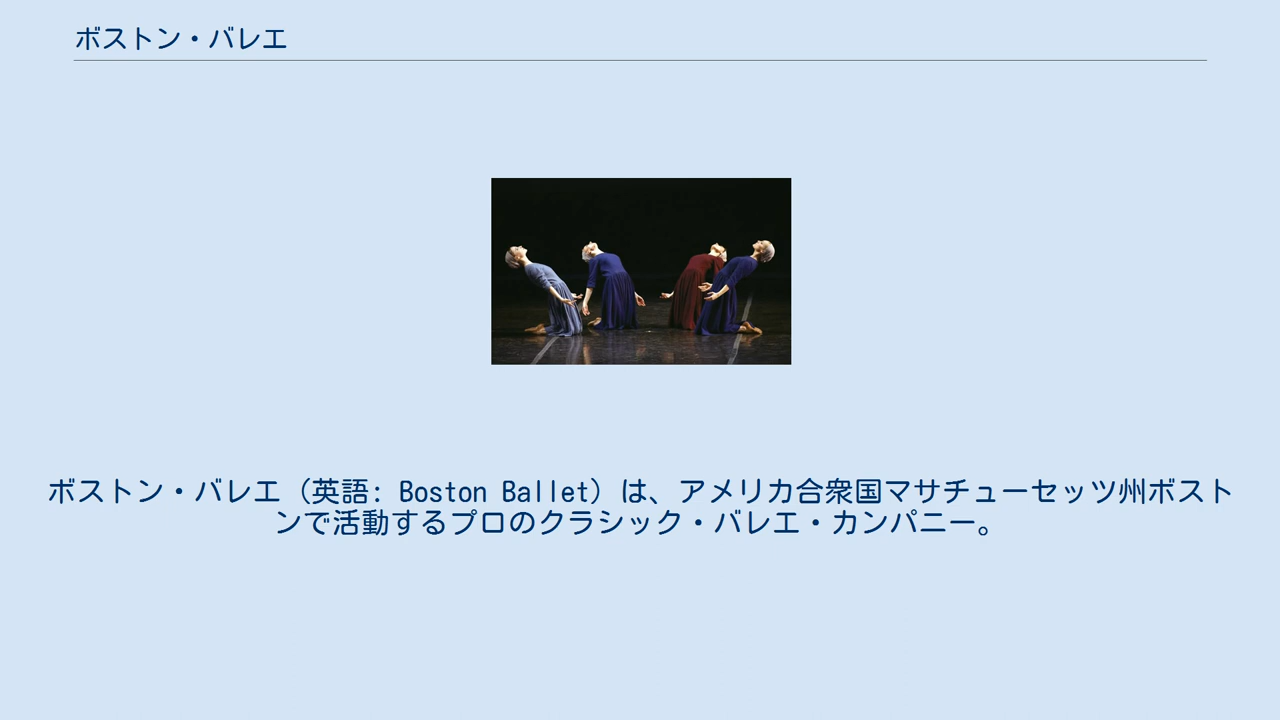 ボストン・バレエ
ボストン・バレエ（英語: Boston Ballet）は、アメリカ合衆国マサチューセッツ州ボスト
ンで活動するプロのクラシック・バレエ・カンパニー。